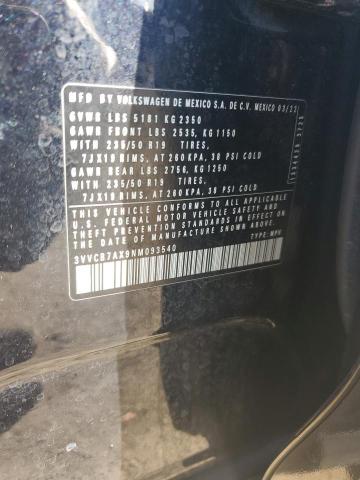 MFD BY VOLKSWAGEN DE MEXICO S.A. DE C.V. MEXICO 03/22
GVWR LBS 5181 KG 2350
GAWR FRONT LBS 2535, KG 1150
WITH 235/50 R19 TIRES,
7JX19 RIMS, AT 260KPA, 38 PSI COLD
GAWR REAR LBS 2756, KG1250
WITH 235/50 R19 TIRES,
7JX19 RIMS, AT 260 KPA, 38 PSI COLD
THIS VEHICLE CONFORMS TO ALL APPLICABLE
U.S. FEDERAL MOTOR VEHICLE SAFETY AND
THEFT PREVENTION STANDARDS IN EFFECT ON
THE DATE OF MANUFACTURE SHOWN ABOVE
3VVCB7AX9NM093540
TYPE: MPV